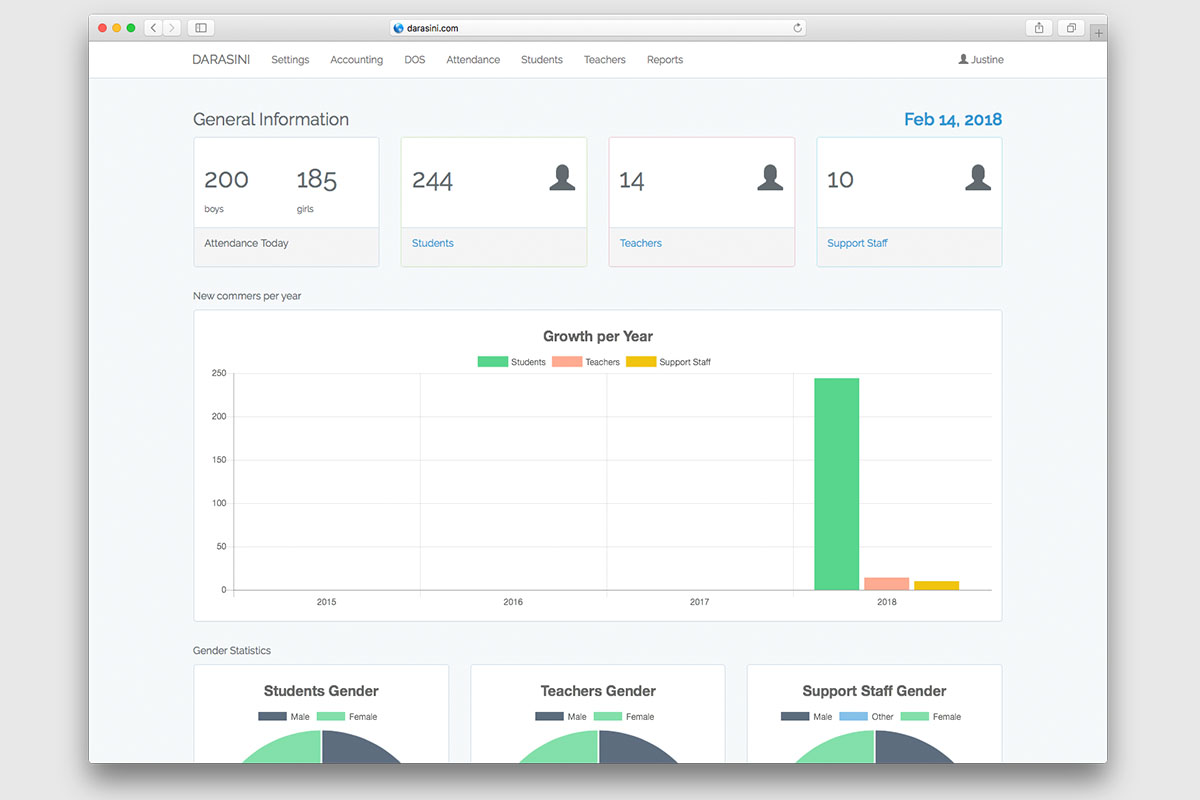 darasini.com
DARASINI Settings Accounting DOS Attendance Students Teachers Reports Justine
General Information Feb 14, 2018
200 185 244 14 10
boys girls
Attendance Today Students Teachers Support Staff
New commers per year
Growth per Year
Students Teachers Support Staff
250
200
150
100
50
0
2015 2016 2017 2018
Gender Statistics
Students Gender Teachers Gender Support Staff Gender
Male Female Male Female Male Other Female